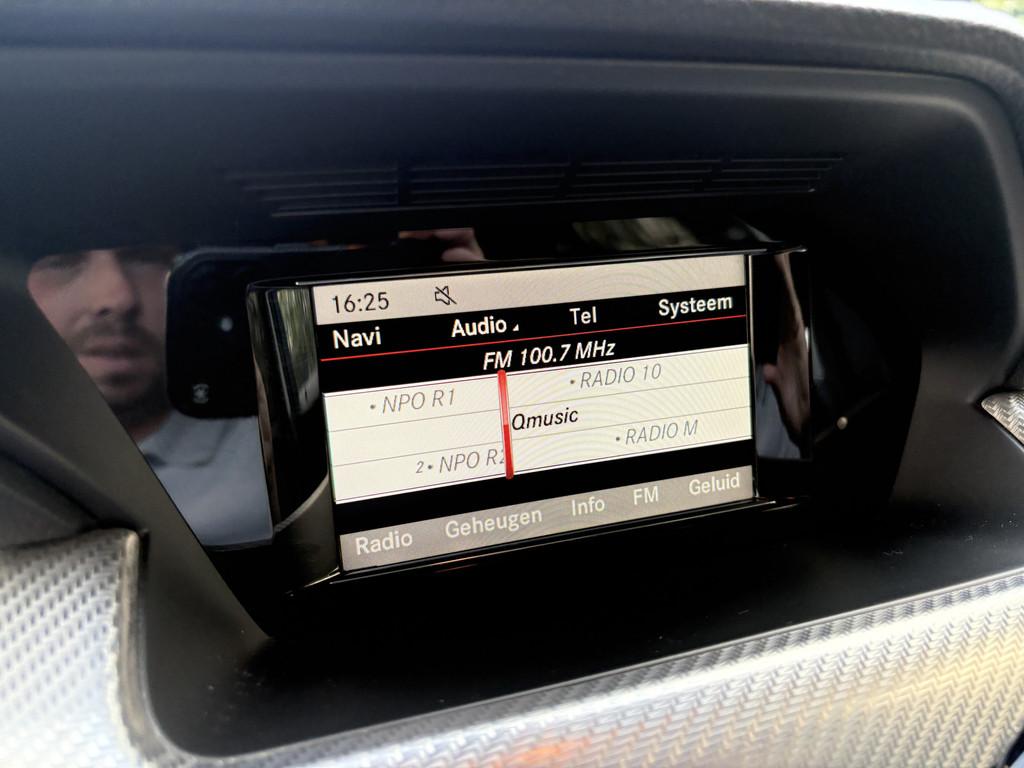 16:25
Navi Audio Tel Systeem
FM 100.7 MHz
• NPO R1 • RADIO 10
Qmusic
2 • NPO R2 • RADIO M
Radio Geheugen Info FM Geluid